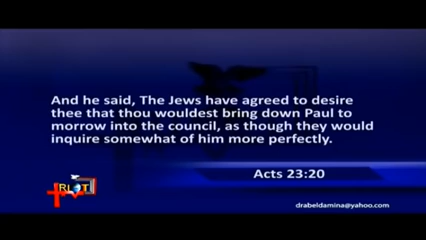 And he said, The Jews have agreed to desire
thee that thou wouldest bring down Paul to
morrow into the council, as though they would
inquire somewhat of him more perfectly.
Acts 23:20
drabeldamina@yahoo.com